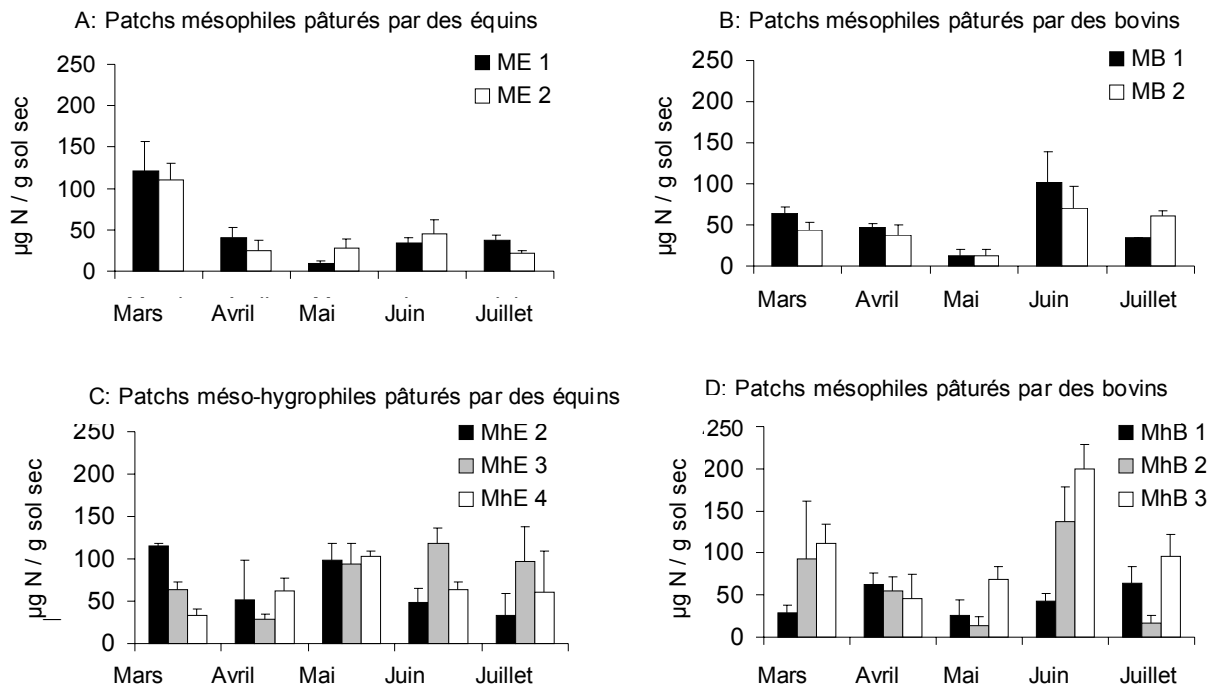 A: Patchs mésophiles pâturés par des équins
µg N / g sol sec
250
200
150
100
50
0
ME 1
ME 2
Mars Avril Mai Juin Juillet
B: Patchs mésophiles pâturés par des bovins
µg N / g sol sec
250
200
150
100
50
0
MB 1
MB 2
Mars Avril Mai Juin Juillet
C: Patchs méso-hygrophiles pâturés par des équins
µg N / g sol sec
250
200
150
100
50
0
MhE 2
MhE 3
MhE 4
Mars Avril Mai Juin Juillet
D: Patchs mésophiles pâturés par des bovins
µg N / g sol sec
250
200
150
100
50
0
MhB 1
MhB 2
MhB 3
Mars Avril Mai Juin Juillet